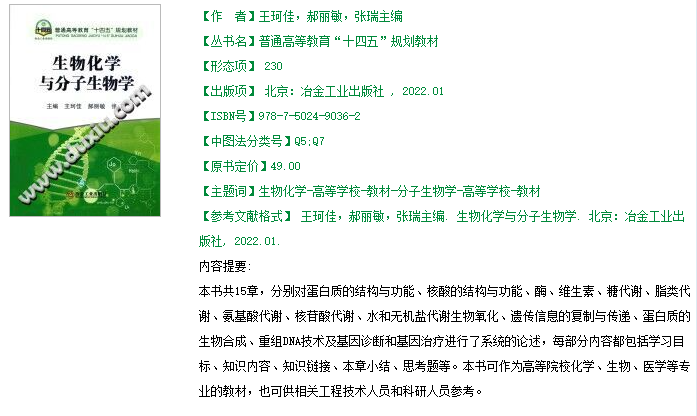 普通高等教育“十四五”规划教材
生物化学
与分子生物学
主编 王珂佳 郝丽敏 张
www.duxiu.com
冶金工业出版社
【作 者】王珂佳，郝丽敏，张瑞主编
【丛书名】普通高等教育“十四五”规划教材
【形态项】 230
【出版项】 北京：冶金工业出版社 , 2022.01
【ISBN号】978-7-5024-9036-2
【中图法分类号】Q5;Q7
【原书定价】49.00
【主题词】生物化学-高等学校-教材-分子生物学-高等学校-教材
【参考文献格式】 王珂佳，郝丽敏，张瑞主编. 生物化学与分子生物学. 北京：冶金工业出
版社, 2022.01.
内容提要:
本书共15章，分别对蛋白质的结构与功能、核酸的结构与功能、酶、维生素、糖代谢、脂类代
谢、氨基酸代谢、核苷酸代谢、水和无机盐代谢生物氧化、遗传信息的复制与传递、蛋白质的
生物合成、重组DNA技术及基因诊断和基因治疗进行了系统的论述，每部分内容都包括学习目
标、知识内容、知识链接、本章小结、思考题等。本书可作为高等院校化学、生物、医学等专
业的教材，也可供相关工程技术人员和科研人员参考。